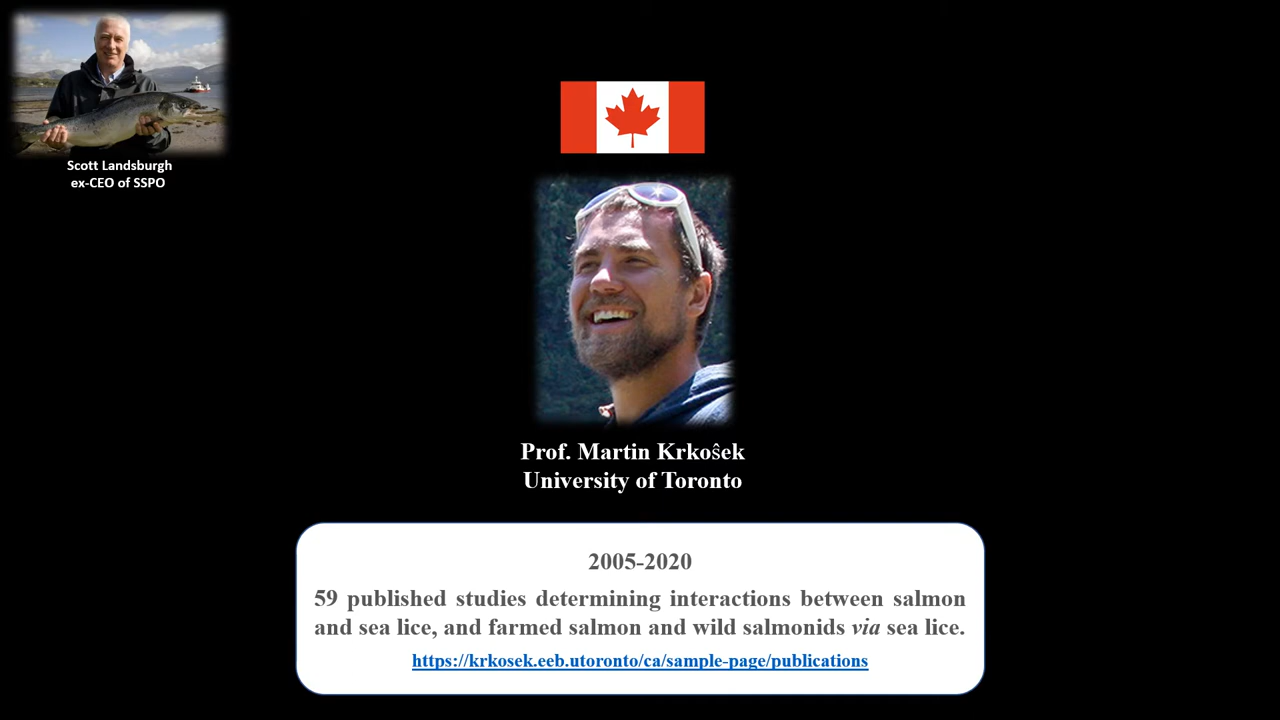 Scott Landsburgh
ex-CEO of SSPO
Prof. Martin Krkoŝek
University of Toronto
2005-2020
59 published studies determining interactions between salmon
and sea lice, and farmed salmon and wild salmonids via sea lice.
https://krkosek.eeb.utoronto/ca/sample-page/publications